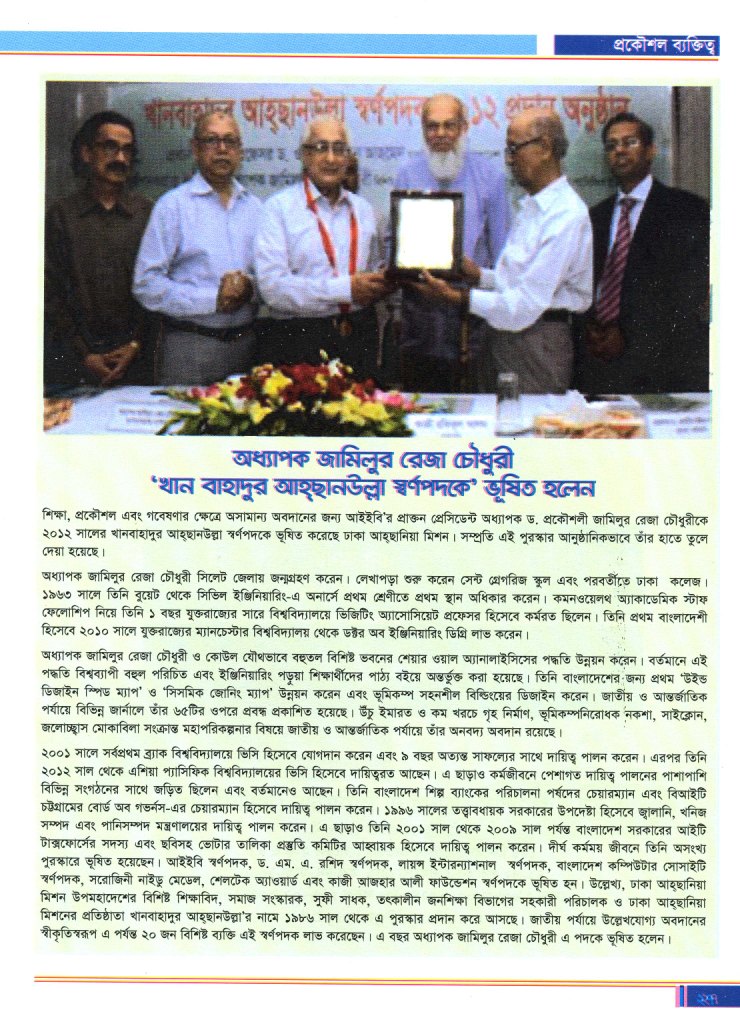 প্রকৌশল ব্যক্তিত্ব
খানবাহাদুর আহ্ছানউল্লা স্বর্ণপদক ১২ প্রদান অনুষ্ঠান
অধ্যাপক জামিলুর রেজা চৌধুরী
‘খান বাহাদুর আহ্ছানউল্লা স্বর্ণপদকে’ ভূষিত হলেন
শিক্ষা, প্রকৌশল এবং গবেষণার ক্ষেত্রে অসামান্য অবদানের জন্য আইইবি’র প্রাক্তন প্রেসিডেন্ট অধ্যাপক ড. প্রকৌশলী জামিলুর রেজা চৌধুরীকে
২০১২ সালের খানবাহাদুর আহ্ছানউল্লা স্বর্ণপদকে ভূষিত করেছে ঢাকা আহ্ছানিয়া মিশন। সম্প্রতি এই পুরস্কার আনুষ্ঠানিকভাবে তাঁর হাতে তুলে
দেয়া হয়েছে।
অধ্যাপক জামিলুর রেজা চৌধুরী সিলেট জেলায় জন্মগ্রহণ করেন। লেখাপড়া শুরু করেন সেন্ট গ্রেগরিজ স্কুল এবং পরবর্তীতে ঢাকা কলেজ।
১৯৬৩ সালে তিনি বুয়েট থেকে সিভিল ইঞ্জিনিয়ারিং-এ অনার্সে প্রথম শ্রেণীতে প্রথম স্থান অধিকার করেন। কমনওয়েলথ অ্যাকাডেমিক স্টাফ
ফেলোশিপ নিয়ে তিনি ১ বছর যুক্তরাজ্যের সারে বিশ্ববিদ্যালয়ে ভিজিটিং অ্যাসোসিয়েট প্রফেসর হিসেবে কর্মরত ছিলেন। তিনি প্রথম বাংলাদেশী
হিসেবে ২০১০ সালে যুক্তরাজ্যের ম্যানচেস্টার বিশ্ববিদ্যালয় থেকে ডক্টর অব ইঞ্জিনিয়ারিং ডিগ্রি লাভ করেন।
অধ্যাপক জামিলুর রেজা চৌধুরী ও কোউল যৌথভাবে বহুতল বিশিষ্ট ভবনের শেয়ার ওয়াল অ্যানালাইসিসের পদ্ধতি উন্নয়ন করেন। বর্তমানে এই
পদ্ধতি বিশ্বব্যাপী বহুল পরিচিত এবং ইঞ্জিনিয়ারিং পড়ুয়া শিক্ষার্থীদের পাঠ্য বইয়ে অন্তর্ভুক্ত করা হয়েছে। তিনি বাংলাদেশের জন্য প্রথম ‘উইন্ড
ডিজাইন স্পিড ম্যাপ’ ও ‘সিসমিক জোনিং ম্যাপ’ উন্নয়ন করেন এবং ভূমিকম্প সহনশীল বিল্ডিংয়ের ডিজাইন করেন। জাতীয় ও আন্তর্জাতিক
পর্যায়ে বিভিন্ন জার্নালে তাঁর ৬৫টির ওপরে প্রবন্ধ প্রকাশিত হয়েছে। উঁচু ইমারত ও কম খরচে গৃহ নির্মাণ, ভূমিকম্পনিরোধক নকশা, সাইক্লোন,
জলোচ্ছ্বাস মোকাবিলা সংক্রান্ত মহাপরিকল্পনার বিষয়ে জাতীয় ও আন্তর্জাতিক পর্যায়ে তাঁর অনবদ্য অবদান রয়েছে।
২০০১ সালে সর্বপ্রথম ব্র্যাক বিশ্ববিদ্যালয়ে ভিসি হিসেবে যোগদান করেন এবং ৯ বছর অত্যন্ত সাফল্যের সাথে দায়িত্ব পালন করেন। এরপর তিনি
২০১২ সাল থেকে এশিয়া প্যাসিফিক বিশ্ববিদ্যালয়ের ভিসি হিসেবে দায়িত্বরত আছেন। এ ছাড়াও কর্মজীবনে পেশাগত দায়িত্ব পালনের পাশাপাশি
বিভিন্ন সংগঠনের সাথে জড়িত ছিলেন এবং বর্তমানেও আছেন। তিনি বাংলাদেশ শিল্প ব্যাংকের পরিচালনা পর্ষদের চেয়ারম্যান এবং বিআইটি
চট্টগ্রামের বোর্ড অব গভর্নস-এর চেয়ারম্যান হিসেবে দায়িত্ব পালন করেন। ১৯৯৬ সালের তত্ত্বাবধায়ক সরকারের উপদেষ্টা হিসেবে জ্বালানি, খনিজ
সম্পদ এবং পানিসম্পদ মন্ত্রণালয়ের দায়িত্ব পালন করেন। এ ছাড়াও তিনি ২০০১ সাল থেকে ২০০৯ সাল পর্যন্ত বাংলাদেশ সরকারের আইটি
টাক্সফোর্সের সদস্য এবং ছবিসহ ভোটার তালিকা প্রস্তুতি কমিটির আহ্বায়ক হিসেবে দায়িত্ব পালন করেন। দীর্ঘ কর্মময় জীবনে তিনি অসংখ্য
পুরস্কারে ভূষিত হয়েছেন। আইইবি স্বর্ণপদক, ড. এম. এ. রশিদ স্বর্ণপদক, লায়ন্স ইন্টারন্যাশনাল স্বর্ণপদক, বাংলাদেশ কম্পিউটার সোসাইটি
স্বর্ণপদক, সরোজিনী নাইডু মেডেল, শেলটেক অ্যাওয়ার্ড এবং কাজী আজহার আলী ফাউন্ডেশন স্বর্ণপদকে ভূষিত হন। উল্লেখ্য, ঢাকা আহ্ছানিয়া
মিশন উপমহাদেশের বিশিষ্ট শিক্ষাবিদ, সমাজ সংস্কারক, সুফী সাধক, তৎকালীন জনশিক্ষা বিভাগের সহকারী পরিচালক ও ঢাকা আহ্ছানিয়া
মিশনের প্রতিষ্ঠাতা খানবাহাদুর আহ্ছানউল্লা’র নামে ১৯৮৬ সাল থেকে এ পুরস্কার প্রদান করে আসছে। জাতীয় পর্যায়ে উল্লেখযোগ্য অবদানের
স্বীকৃতিস্বরূপ এ পর্যন্ত ২০ জন বিশিষ্ট ব্যক্তি এই স্বর্ণপদক লাভ করেছেন। এ বছর অধ্যাপক জামিলুর রেজা চৌধুরী এ পদকে ভূষিত হলেন।